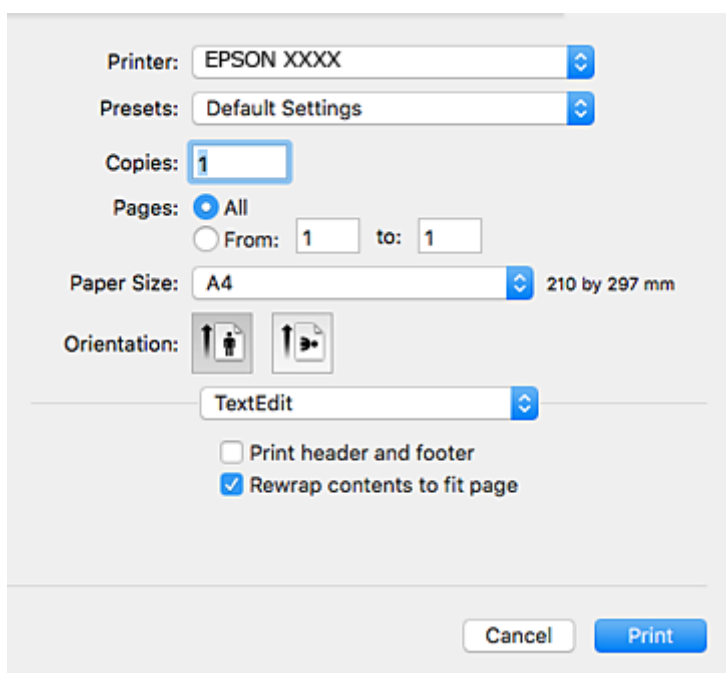 Printer: EPSON XXXX
Presets: Default Settings
Copies: 1
Pages: All
From: 1 to: 1
Paper Size: A4 210 by 297 mm
Orientation:
TextEdit
Print header and footer
Rewrap contents to fit page
Cancel Print